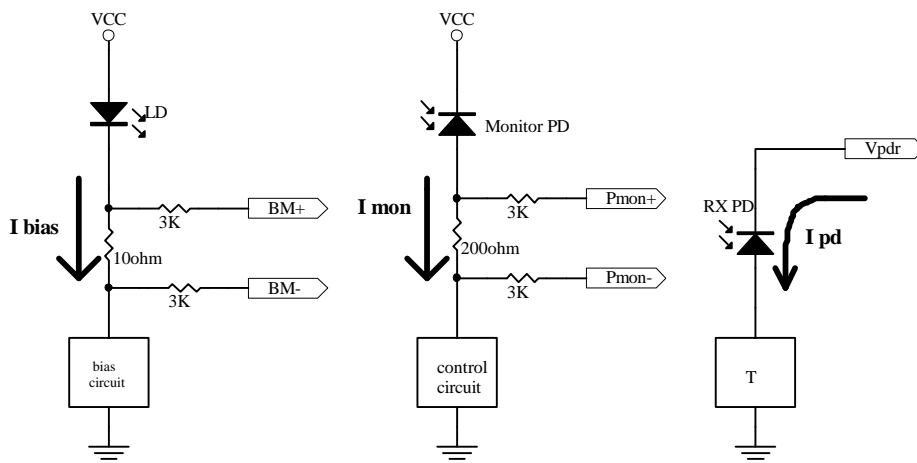 VCC
LD
I bias
3K
BM+
10ohm
3K
BM-
bias
circuit
VCC
Monitor PD
I mon
3K
Pmon+
200ohm
3K
Pmon-
control
circuit
Vpdr
RX PD
I pd
T